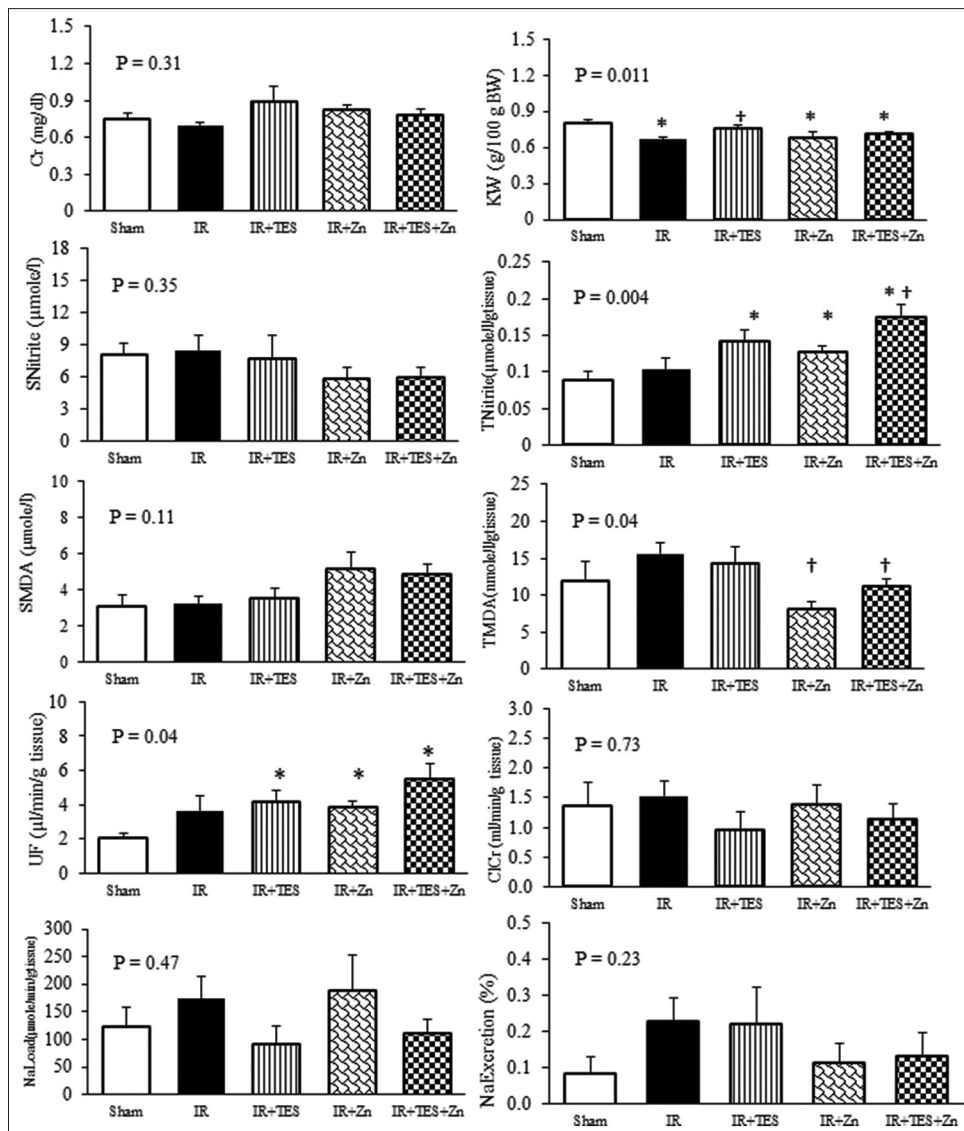 Cr (mg/dl)
1.5
1.2
0.9
0.6
0.3
0
P = 0.31
Sham IR IR+TES IR+Zn IR+TES+Zn
KW (g/100 g BW)
1.5
1.2
0.9
0.6
0.3
0
P = 0.011
* † * *
Sham IR IR+TES IR+Zn IR+TES+Zn
SNitrite (µmole/l)
18
15
12
9
6
3
0
P = 0.35
Sham IR IR+TES IR+Zn IR+TES+Zn
TNitrite(µmole/l/gtissue)
0.25
0.2
0.15
0.1
0.05
0
P = 0.004
* * * †
Sham IR IR+TES IR+Zn IR+TES+Zn
SMDA (µmole/l)
10
8
6
4
2
0
P = 0.11
Sham IR IR+TES IR+Zn IR+TES+Zn
25
20
15
10
5
0
P = 0.04
† †
Sham IR IR+TES IR+Zn IR+TES+Zn
UF (µl/min/g tissue)
10
8
6
4
2
0
P = 0.04
* * *
Sham IR IR+TES IR+Zn IR+TES+Zn
ClCr (ml/min/g tissue)
3.0
2.5
2.0
1.5
1.0
0.5
0.0
P = 0.73
Sham IR IR+TES IR+Zn IR+TES+Zn
NaLoad(µmole/min/gtissue)
300
250
200
150
100
50
0
P = 0.47
Sham IR IR+TES IR+Zn IR+TES+Zn
NaExcretion (%)
0.5
0.4
0.3
0.2
0.1
0.0
P = 0.23
Sham IR IR+TES IR+Zn IR+TES+Zn